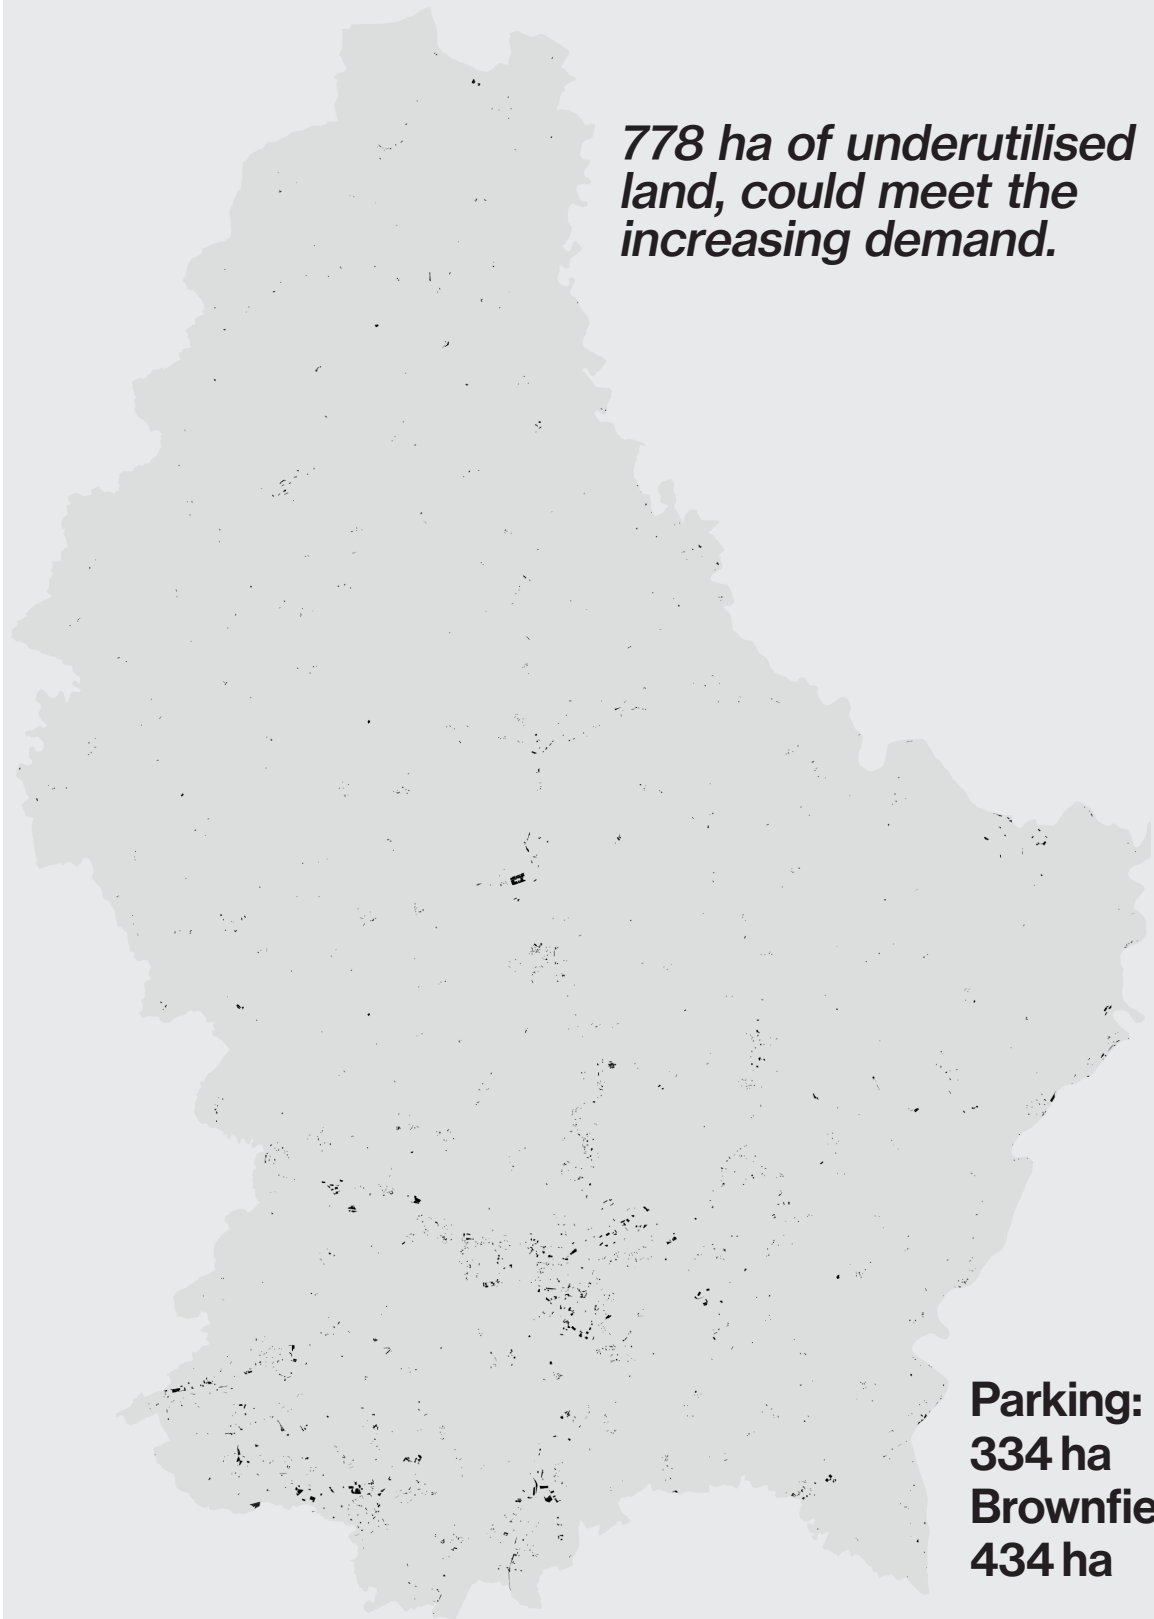 778 ha of underutilised
land, could meet the
increasing demand.
Parking:
334 ha
Brownfie
434 ha